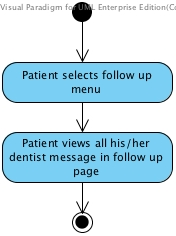 Visual Paradigm for UML Enterprise Edition(Co
Patient selects follow up
menu
Patient views all his/her
dentist message in follow up
page